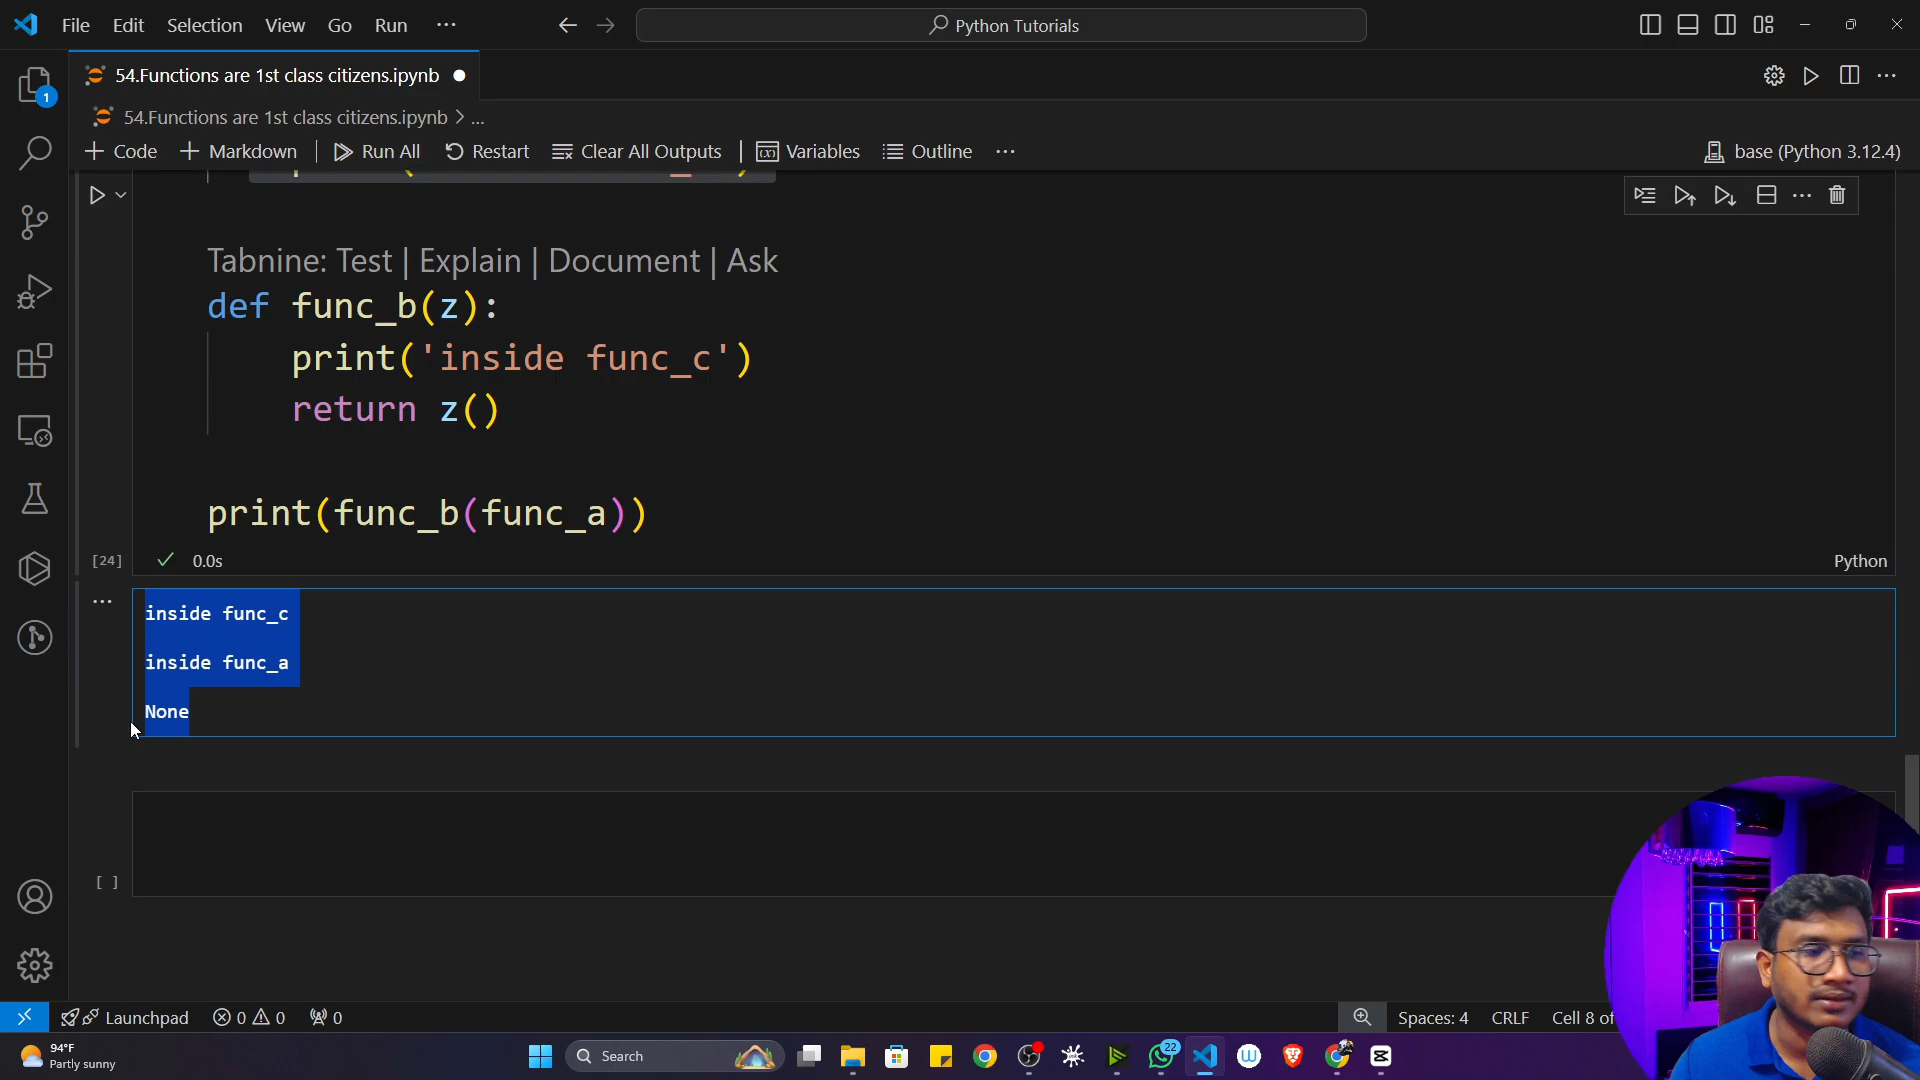 File Edit Selection View Go Run ···
Python Tutorials
54.Functions are 1st class citizens.ipynb
1
54.Functions are 1st class citizens.ipynb > ...
+ Code + Markdown | Run All Restart Clear All Outputs | Variables Outline ···
base (Python 3.12.4)
Tabnine: Test | Explain | Document | Ask
def func_b(z):
print('inside func_c')
return z()
print(func_b(func_a))
[24] 0.0s
Python
inside func_c
inside func_a
None
[ ]
Launchpad 0 0 0
Spaces: 4 CRLF Cell 8 of
94°F
Partly sunny
Search
22